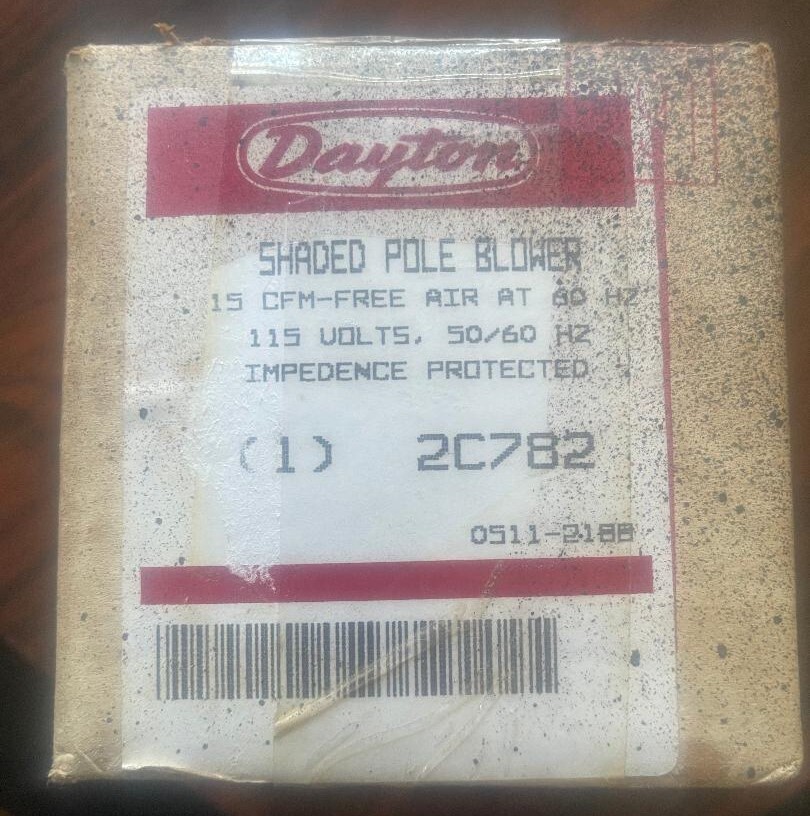 Dayton
SHADED POLE BLOWER
15 CFM-FREE AIR AT 60 HZ
115 VOLTS, 50/60 HZ
IMPEDENCE PROTECTED
(1) 2C782
0511-2188